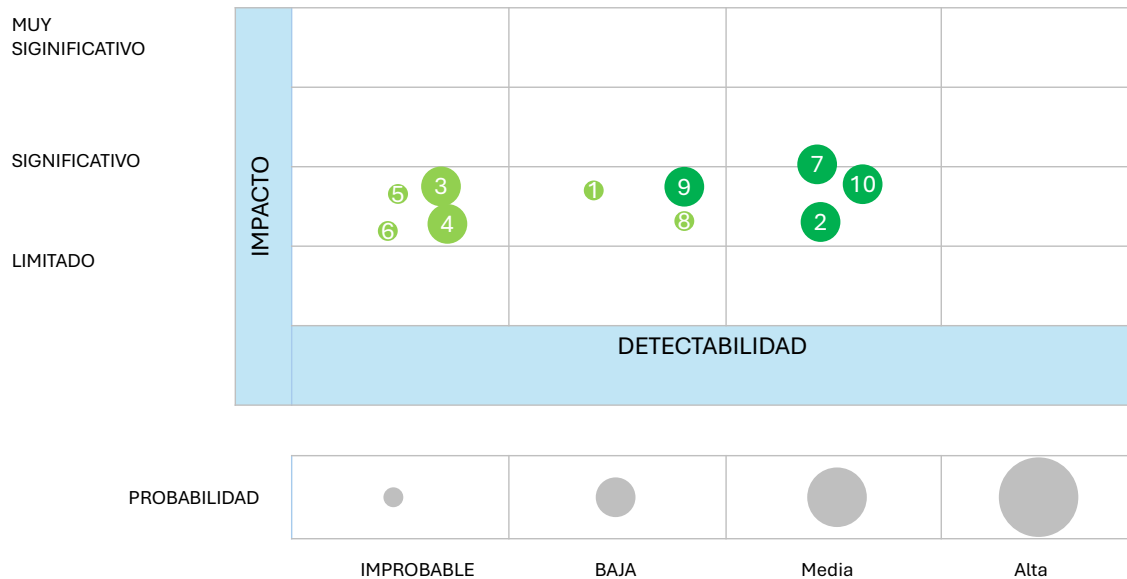 MUY
SIGINIFICATIVO
SIGNIFICATIVO
LIMITADO
IMPACTO
7
3
9
10
5
1
4
8
2
6
DETECTABILIDAD
PROBABILIDAD
IMPROBABLE
BAJA
Media
Alta